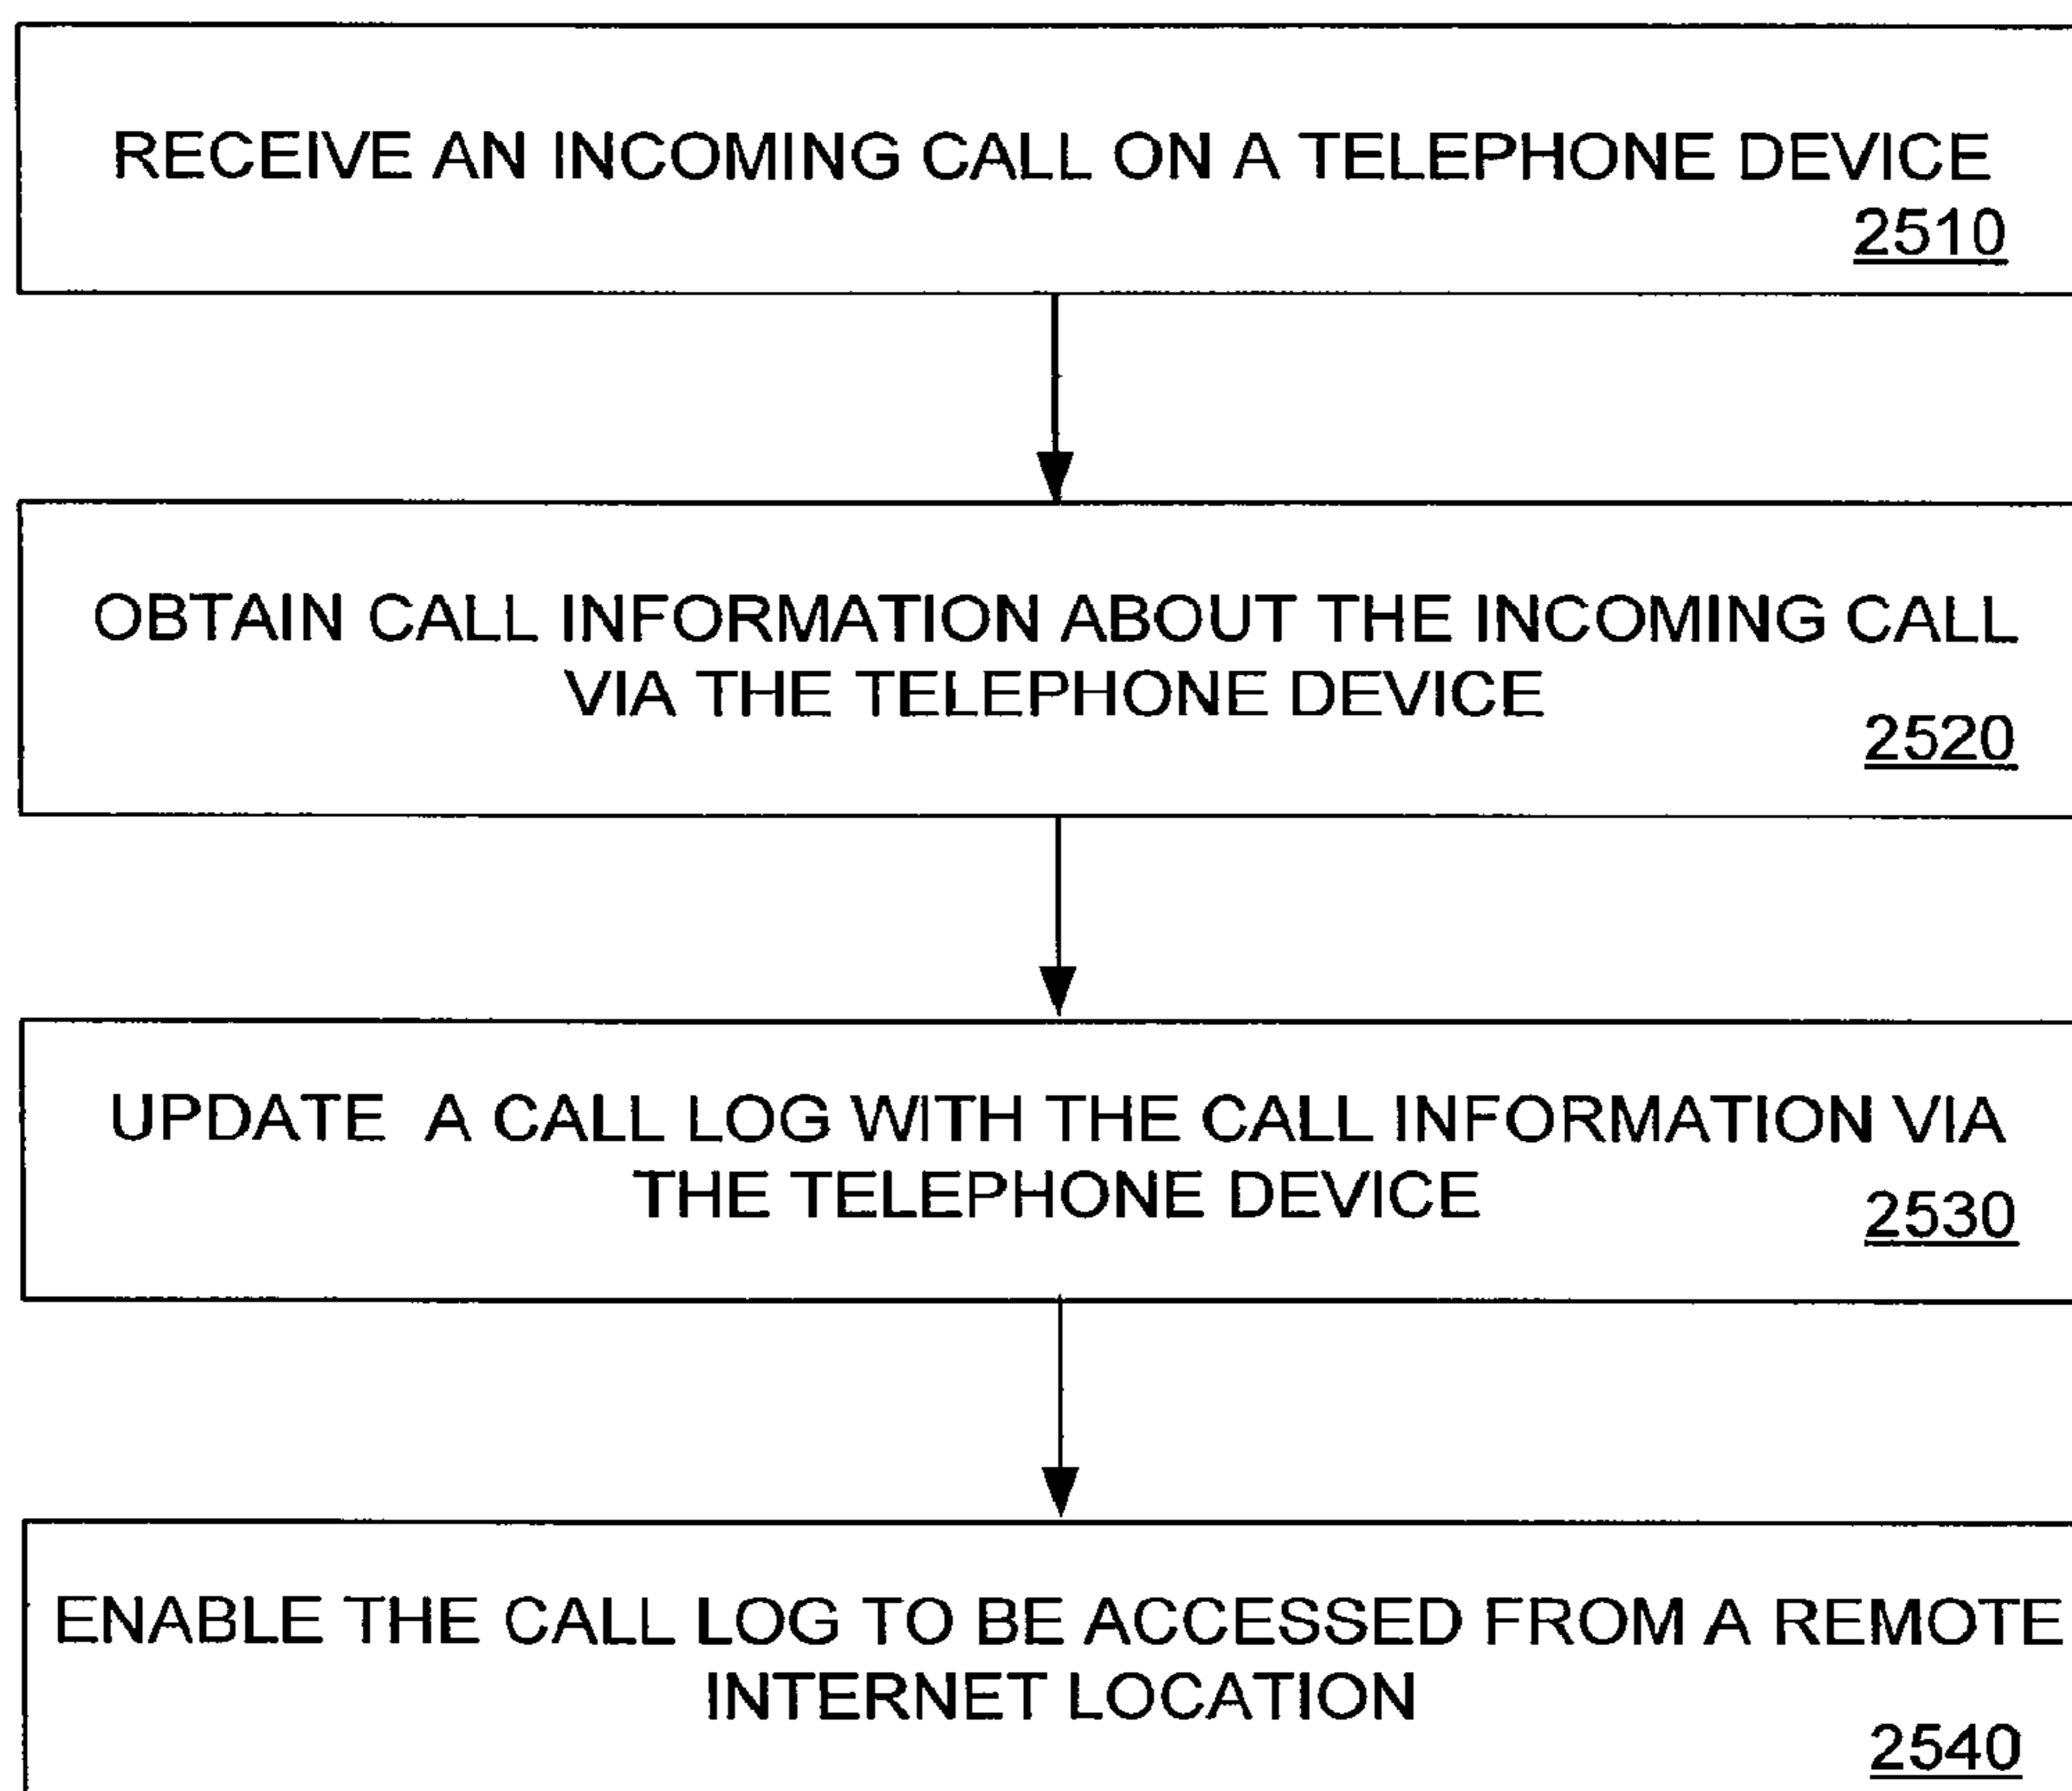 RECEIVE AN INCOMING CALL ON A TELEPHONE DEVICE
2510
OBTAIN CALL INFORMATION ABOUT THE INCOMING CALL
VIA THE TELEPHONE DEVICE
2520
UPDATE A CALL LOG WITH THE CALL INFORMATION VIA
THE TELEPHONE DEVICE
2530
ENABLE THE CALL LOG TO BE ACCESSED FROM A REMOTE
INTERNET LOCATION
2540